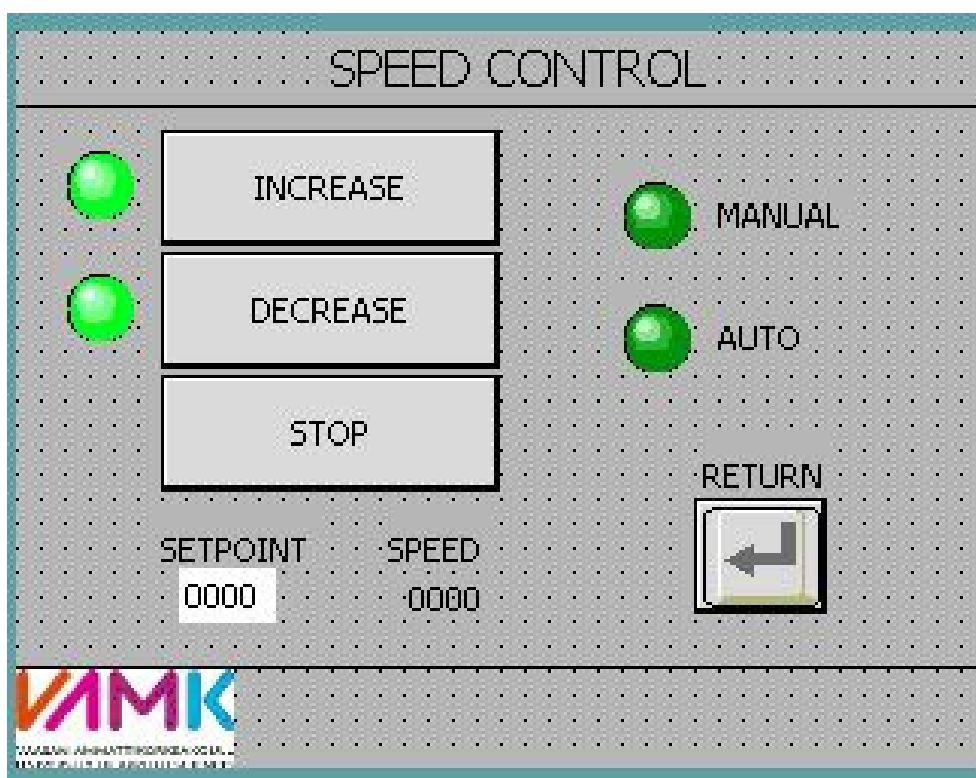 SPEED CONTROL
INCREASE
MANUAL
DECREASE
AUTO
STOP
RETURN
SETPOINT SPEED
0000 0000
VAMK